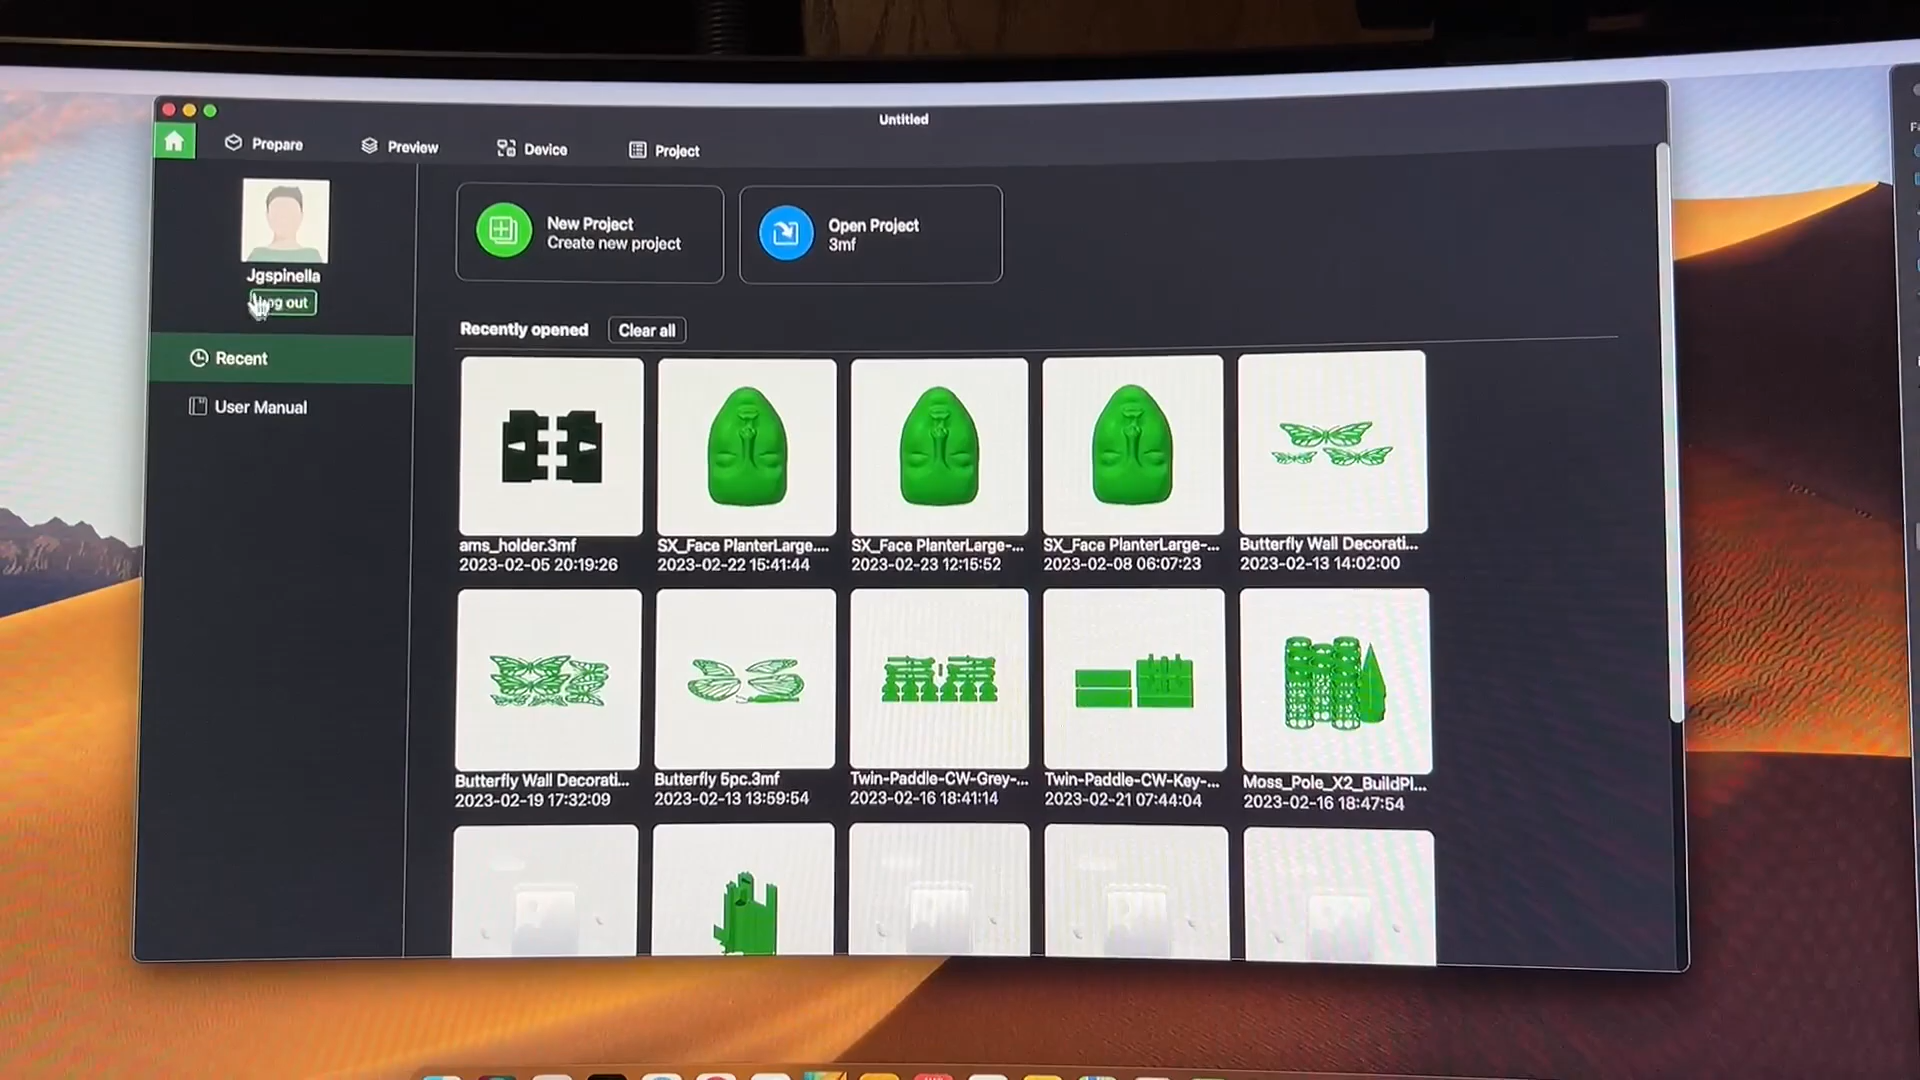 Untitled
Prepare
Preview
Device
Project
Jgspinella
Log out
Recent
User Manual
New Project
Create new project
Open Project
3mf
Recently opened
Clear all
ams_holder.3mf
2023-02-05 20:19:26
SX_Face PlanterLarge....
2023-02-22 15:41:44
SX_Face PlanterLarge-...
2023-02-23 12:15:52
SX_Face PlanterLarge-...
2023-02-08 06:07:23
Butterfly Wall Decorati...
2023-02-13 14:02:00
Butterfly Wall Decorati...
2023-02-19 17:32:09
Butterfly 5pc.3mf
2023-02-13 13:59:54
Twin-Paddle-CW-Grey-...
2023-02-16 18:41:14
Twin-Paddle-CW-Key-...
2023-02-21 07:44:04
Moss_Pole_X2_BuildPl...
2023-02-16 18:47:54